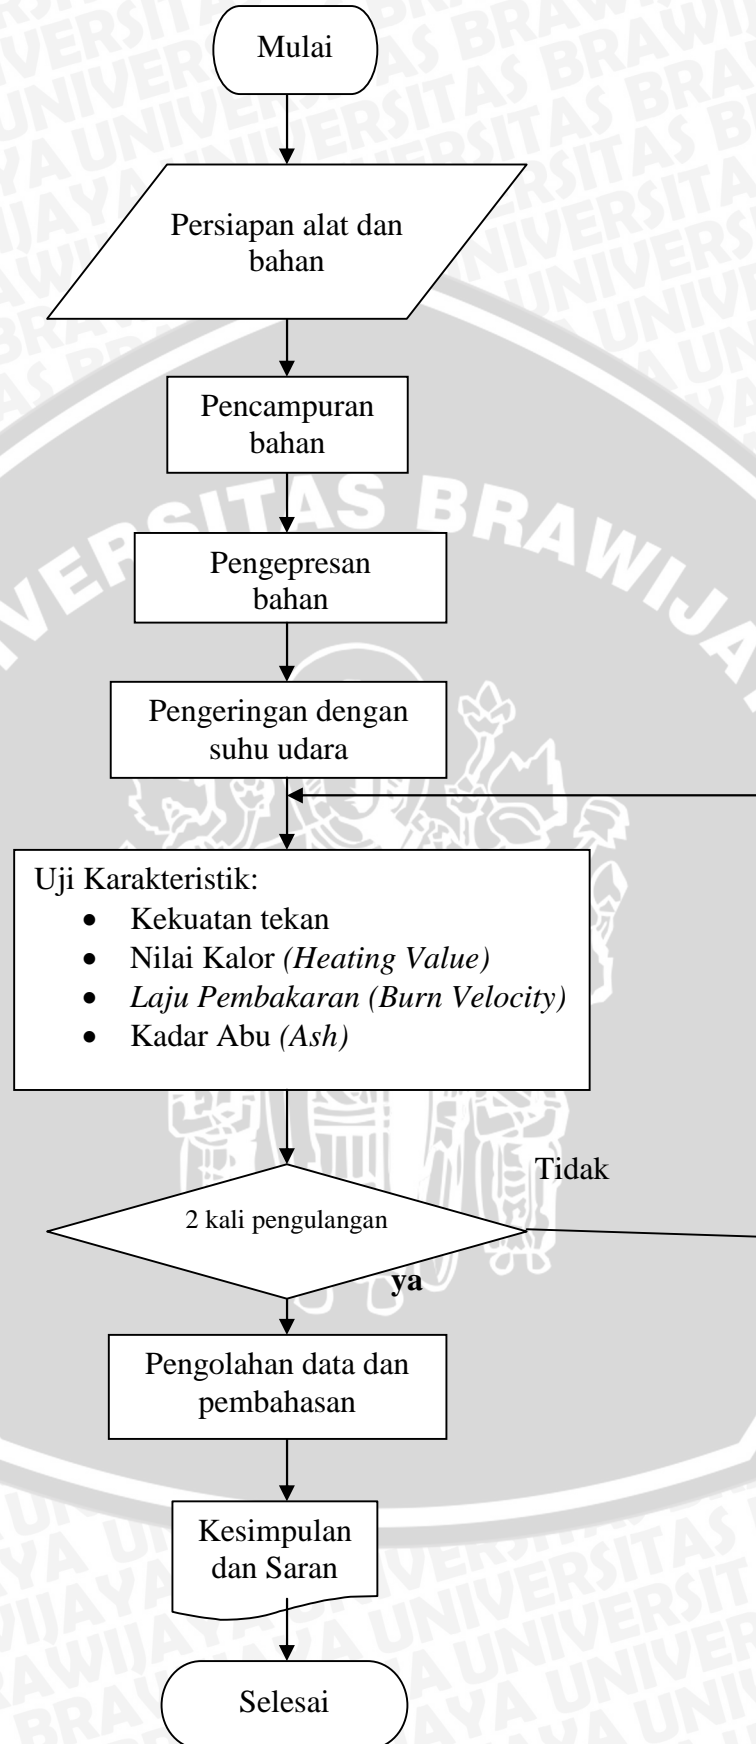 Mulai
Persiapan alat dan
bahan
Pencampuran
bahan
Pengepresan
bahan
Pengeringan dengan
suhu udara
Uji Karakteristik:
• Kekuatan tekan
• Nilai Kalor (Heating Value)
• Laju Pembakaran (Burn Velocity)
• Kadar Abu (Ash)
Tidak
2 kali pengulangan
ya
Pengolahan data dan
pembahasan
Kesimpulan
dan Saran
Selesai